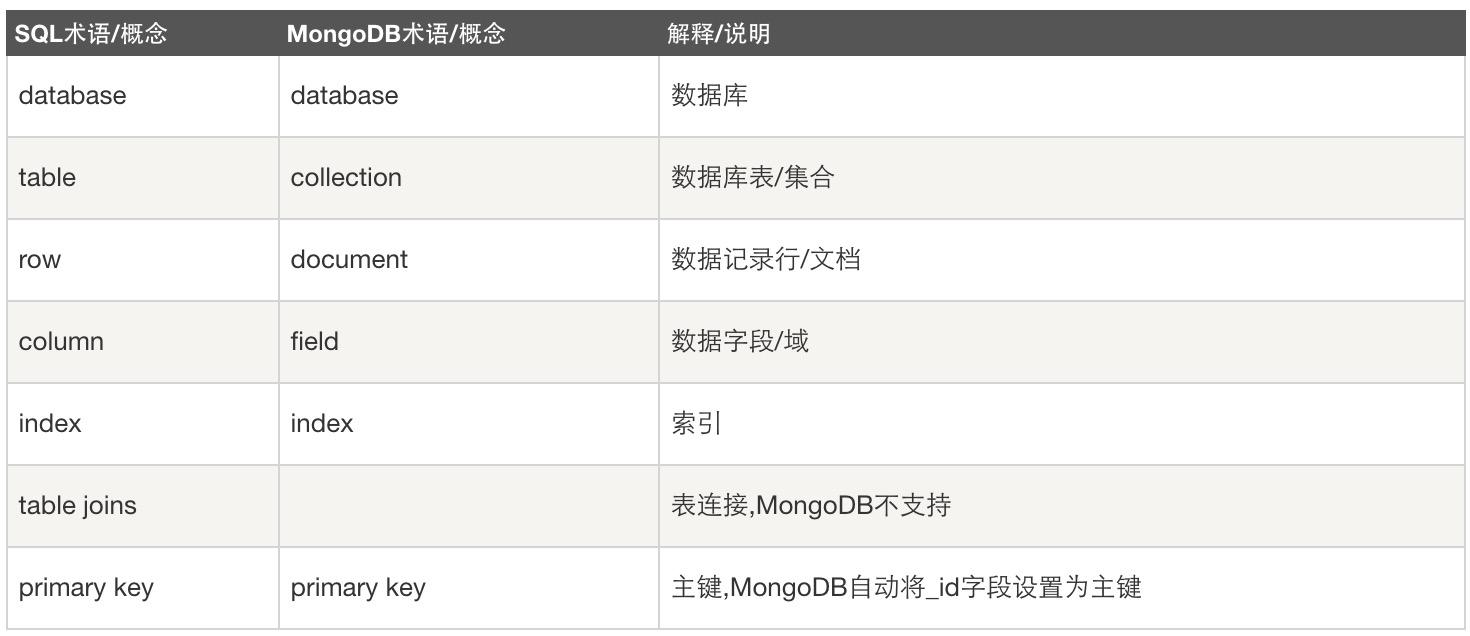 SQL术语/概念 MongoDB术语/概念 解释/说明
database database 数据库
table collection 数据库表/集合
row document 数据记录行/文档
column field 数据字段/域
index index 索引
table joins 表连接,MongoDB不支持
primary key primary key 主键,MongoDB自动将_id字段设置为主键